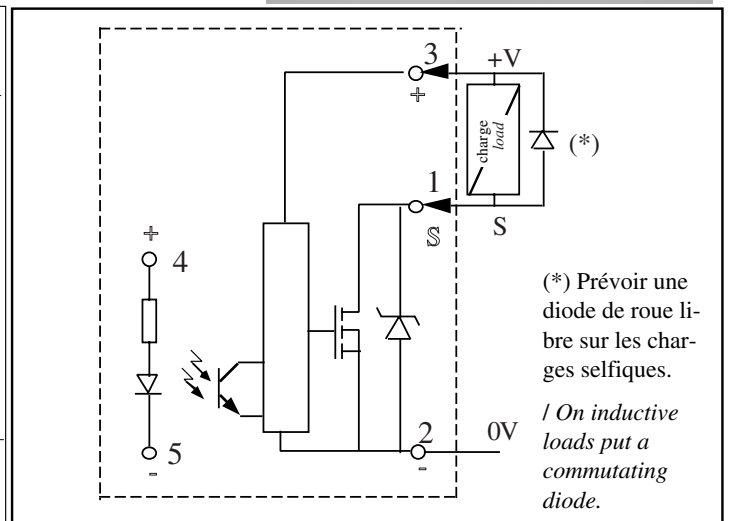 3
+V
+
charge
load
(*)
1
S
S
+
4
5
-
2
0V
-
(*) Prévoir une
diode de roue li-
bre sur les char-
ges selfiques.
/ On inductive
loads put a
commutating
diode.